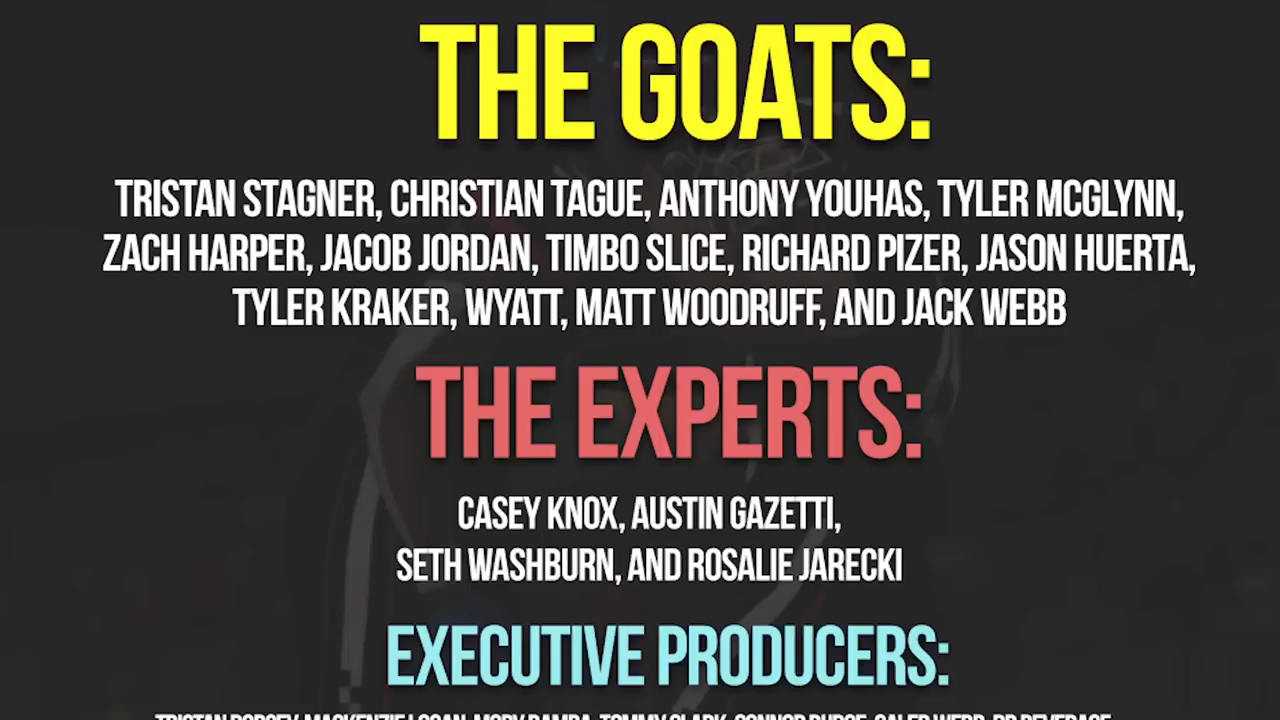 THE GOATS:
TRISTAN STAGNER, CHRISTIAN TAGUE, ANTHONY YOUHAS, TYLER MCGLYNN,
ZACH HARPER, JACOB JORDAN, TIMBO SLICE, RICHARD PIZER, JASON HUERTA,
TYLER KRAKER, WYATT, MATT WOODRUFF, AND JACK WEBB
THE EXPERTS:
CASEY KNOX, AUSTIN GAZETTI,
SETH WASHBURN, AND ROSALIE JARECKI
EXECUTIVE PRODUCERS: